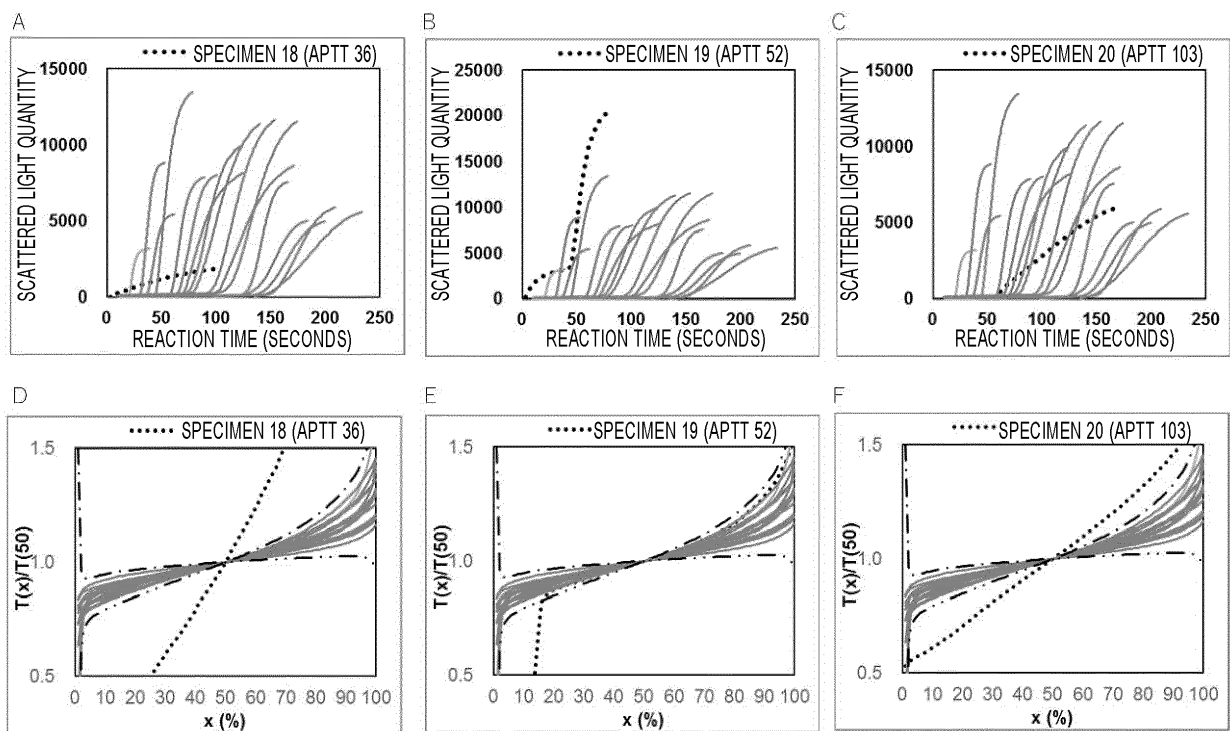 A
SPECIMEN 18 (APTT 36)
SCATTERED LIGHT QUANTITY
15000
10000
5000
0
0 50 100 150 200 250
REACTION TIME (SECONDS)
B
SPECIMEN 19 (APTT 52)
SCATTERED LIGHT QUANTITY
25000
20000
15000
10000
5000
0
0 50 100 150 200 250
REACTION TIME (SECONDS)
C
SPECIMEN 20 (APTT 103)
SCATTERED LIGHT QUANTITY
15000
10000
5000
0
0 50 100 150 200 250
REACTION TIME (SECONDS)
D
SPECIMEN 18 (APTT 36)
T(x)/T(50)
1.5
1.0
0.5
0 10 20 30 40 50 60 70 80 90 100
x (%)
E
SPECIMEN 19 (APTT 52)
T(x)/T(50)
1.5
1.0
0.5
0 10 20 30 40 50 60 70 80 90 100
x (%)
F
SPECIMEN 20 (APTT 103)
T(x)/T(50)
1.5
1.0
0.5
0 10 20 30 40 50 60 70 80 90 100
x (%)